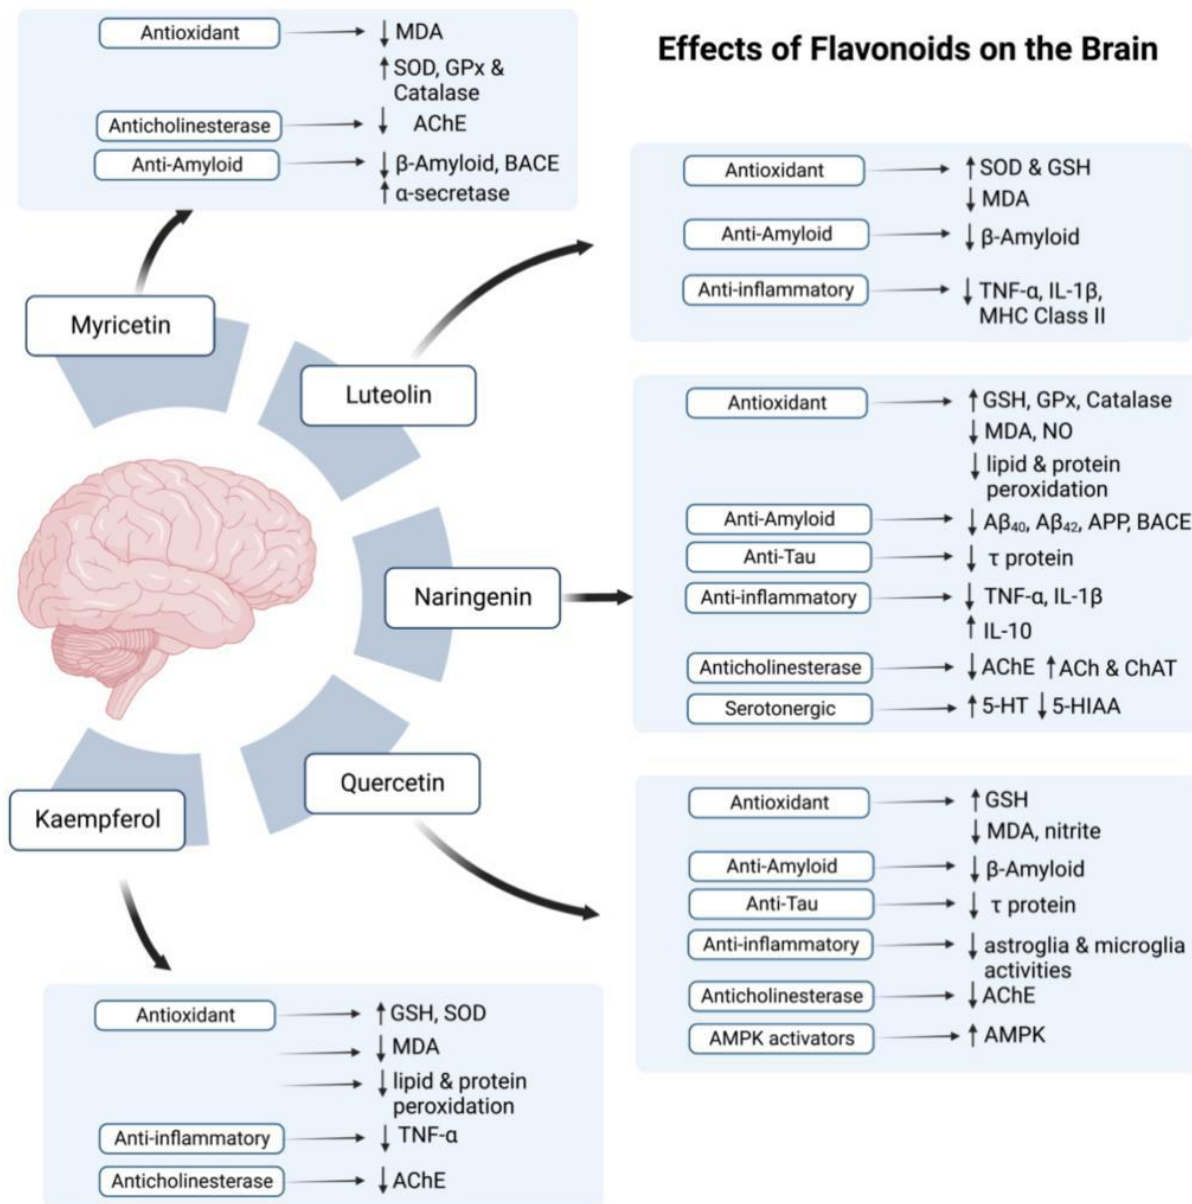 Effects of Flavonoids on the Brain
Antioxidant
↓ MDA
↑ SOD, GPx &
Catalase
Anticholinesterase
↓ AChE
Anti-Amyloid
↓ β-Amyloid, BACE
↑ α-secretase
Myricetin
Luteolin
Antioxidant
↑ SOD & GSH
↓ MDA
Anti-Amyloid
↓ β-Amyloid
Anti-inflammatory
↓ TNF-α, IL-1β,
MHC Class II
Naringenin
Antioxidant
↑ GSH, GPx, Catalase
↓ MDA, NO
↓ lipid & protein
peroxidation
Anti-Amyloid
↓ Aβ₄₀, Aβ₄₂, APP, BACE
Anti-Tau
↓ τ protein
Anti-inflammatory
↓ TNF-α, IL-1β
↑ IL-10
Anticholinesterase
↓ AChE ↑ ACh & ChAT
Serotonergic
↑ 5-HT ↓ 5-HIAA
Quercetin
Antioxidant
↑ GSH
↓ MDA, nitrite
Anti-Amyloid
↓ β-Amyloid
Anti-Tau
↓ τ protein
Anti-inflammatory
↓ astroglia & microglia
activities
Anticholinesterase
↓ AChE
AMPK activators
↑ AMPK
Kaempferol
Antioxidant
↑ GSH, SOD
↓ MDA
↓ lipid & protein
peroxidation
Anti-inflammatory
↓ TNF-α
Anticholinesterase
↓ AChE